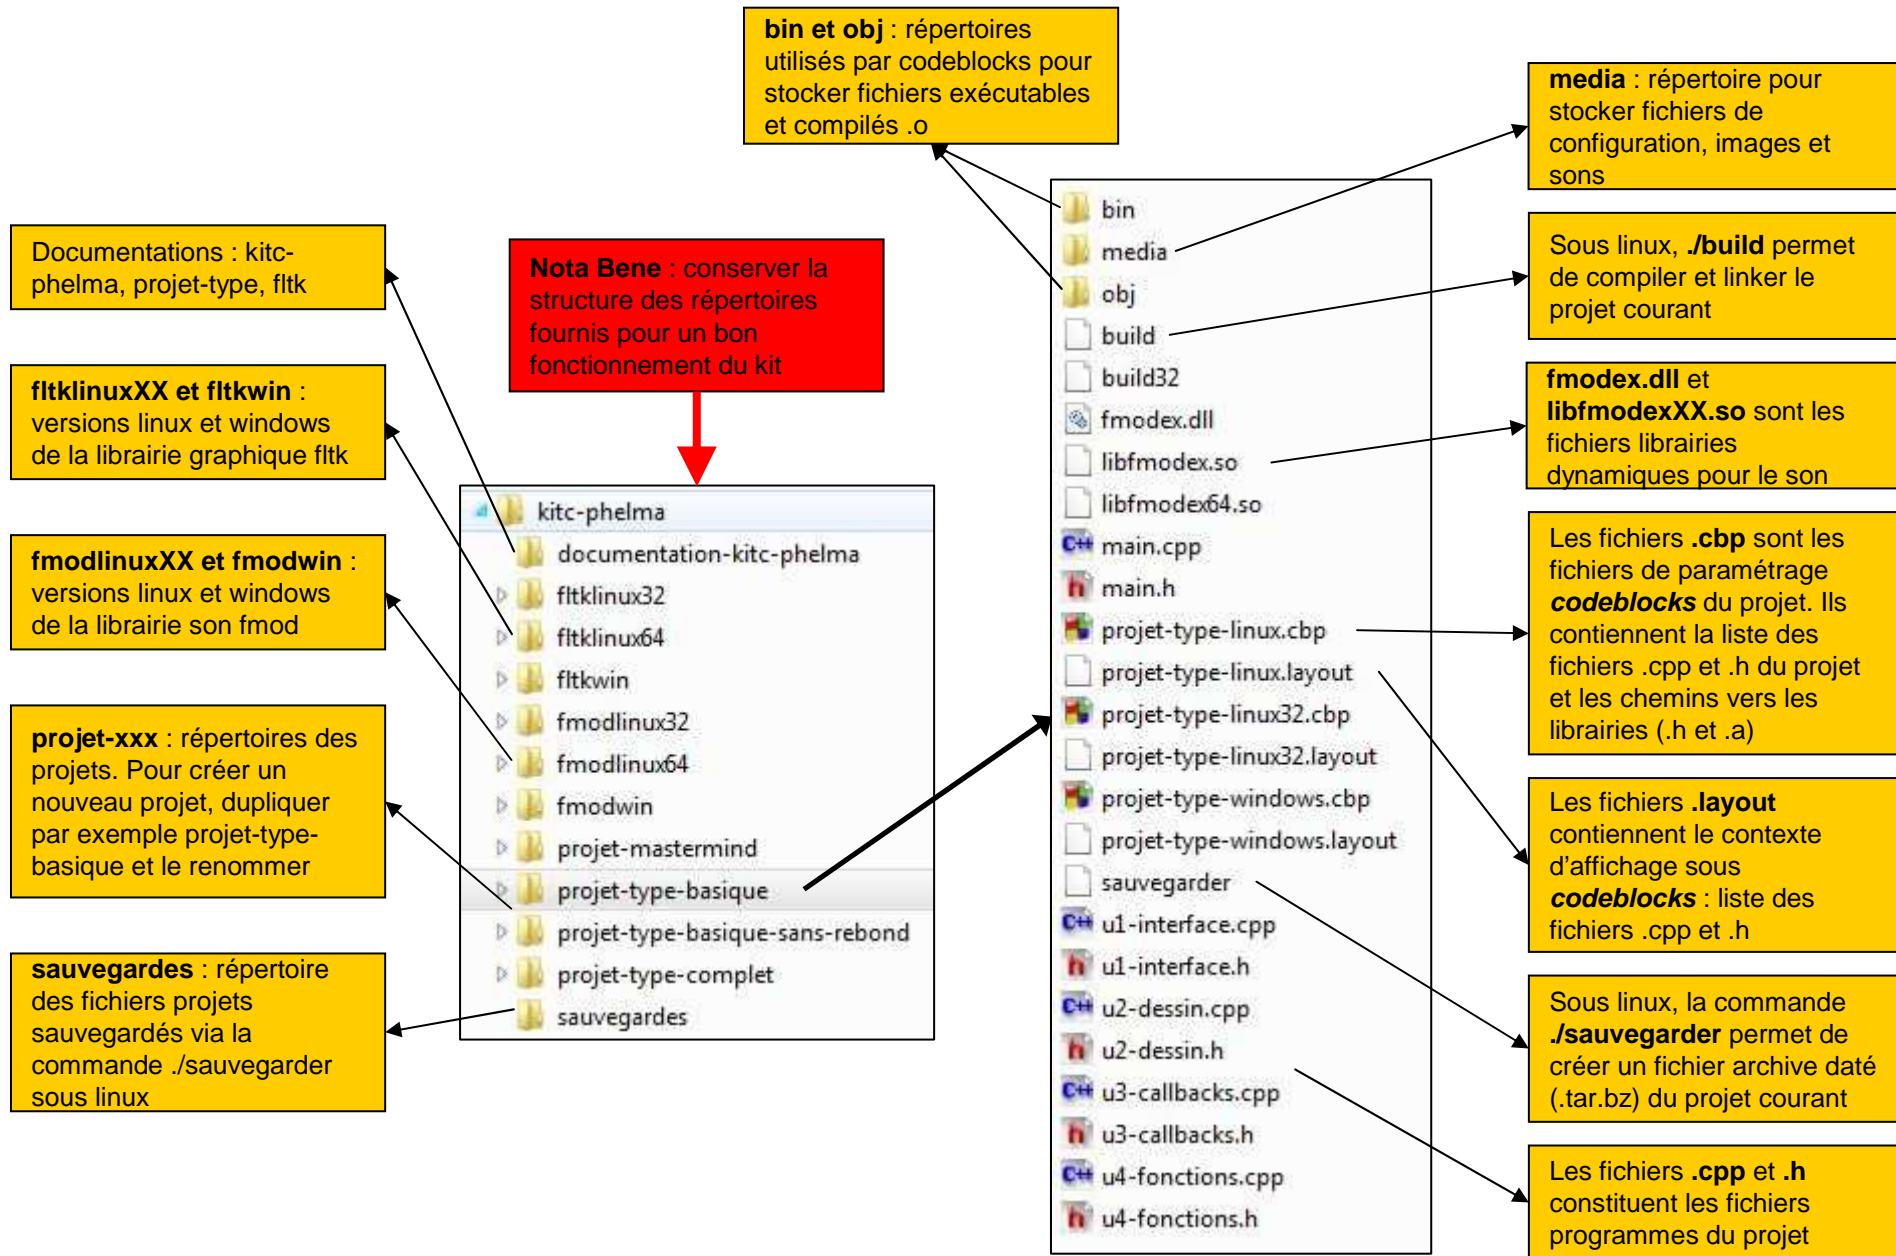 bin et obj : répertoires
utilisés par codeblocks pour
stocker fichiers exécutables
et compilés .o
Documentations : kitc-
phelma, projet-type, fltk
fltklinuxXX et fltkwin :
versions linux et windows
de la librairie graphique fltk
fmodlinuxXX et fmodwin :
versions linux et windows
de la librairie son fmod
projet-xxx : répertoires des
projets. Pour créer un
nouveau projet, dupliquer
par exemple projet-type-
basique et le renommer
sauvegardes : répertoire
des fichiers projets
sauvegardés via la
commande ./sauvegarder
sous linux
Nota Bene : conserver la
structure des répertoires
fournis pour un bon
fonctionnement du kit
kitc-phelma
documentation-kitc-phelma
fltklinux32
fltklinux64
fltkwin
fmodlinux32
fmodlinux64
fmodwin
projet-mastermind
projet-type-basique
projet-type-basique-sans-rebond
projet-type-complet
sauvegardes
bin
media
obj
build
build32
fmodex.dll
libfmodex.so
libfmodex64.so
main.cpp
main.h
projet-type-linux.cbp
projet-type-linux.layout
projet-type-linux32.cbp
projet-type-linux32.layout
projet-type-windows.cbp
projet-type-windows.layout
sauvegarder
u1-interface.cpp
u1-interface.h
u2-dessin.cpp
u2-dessin.h
u3-callbacks.cpp
u3-callbacks.h
u4-fonctions.cpp
u4-fonctions.h
media : répertoire pour
stocker fichiers de
configuration, images et
sons
Sous linux, ./build permet
de compiler et linker le
projet courant
fmodex.dll et
libfmodexXX.so sont les
fichiers librairies
dynamiques pour le son
Les fichiers .cbp sont les
fichiers de paramétrage
codeblocks du projet. Ils
contiennent la liste des
fichiers .cpp et .h du projet
et les chemins vers les
librairies (.h et .a)
Les fichiers .layout
contiennent le contexte
d'affichage sous
codeblocks : liste des
fichiers .cpp et .h
Sous linux, la commande
./sauvegarder permet de
créer un fichier archive daté
(.tar.bz) du projet courant
Les fichiers .cpp et .h
constituent les fichiers
programmes du projet